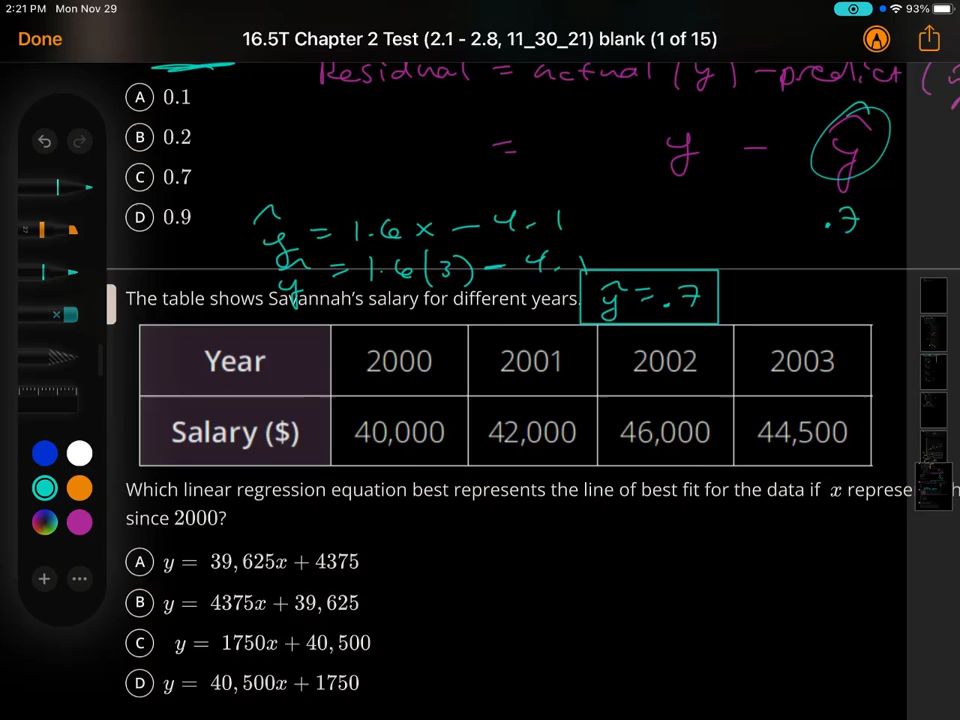 2:21 PM Mon Nov 29 93%
Done 16.5T Chapter 2 Test (2.1 - 2.8, 11_30_21) blank (1 of 15)
Residual = actual (y) - predict
A 0.1
B 0.2
= y - ŷ
C 0.7
D 0.9
.7
ŷ = 1.6x - 4.1
ŷ = 1.6(3) - 4.1
The table shows Savannah's salary for different years.
ŷ = .7
Year 2000 2001 2002 2003
Salary ($) 40,000 42,000 46,000 44,500
Which linear regression equation best represents the line of best fit for the data if x represe
since 2000?
A y = 39,625x + 4375
B y = 4375x + 39,625
C y = 1750x + 40,500
D y = 40,500x + 1750